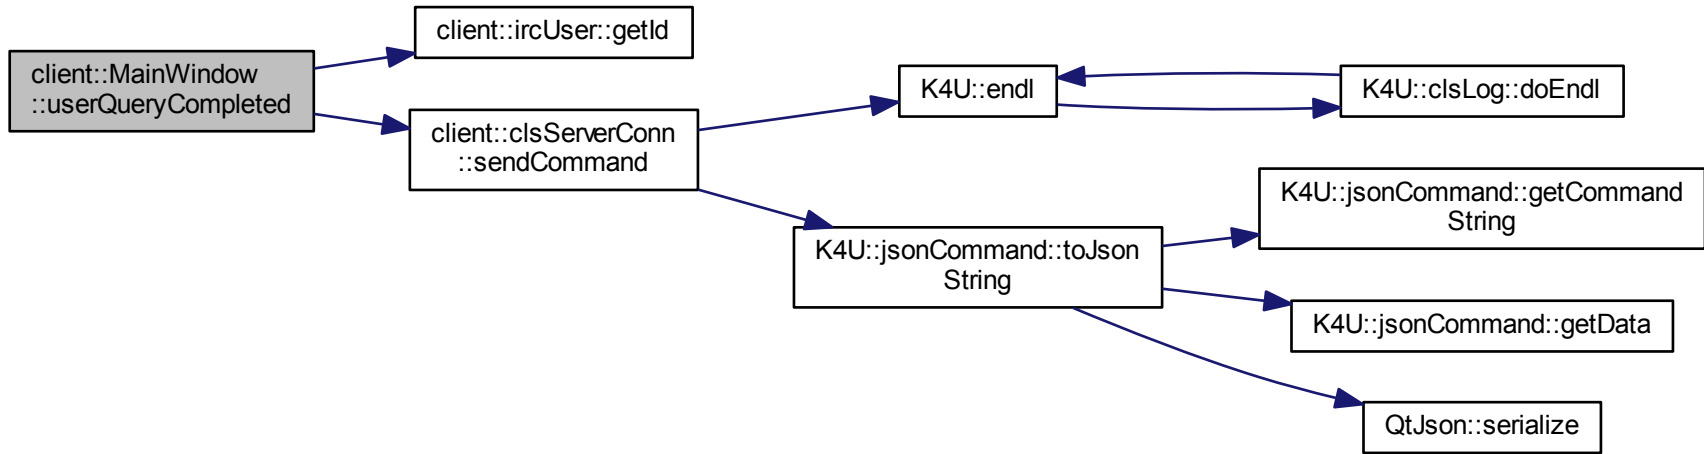 client::MainWindow
::userQueryCompleted
client::ircUser::getId
client::clsServerConn
::sendCommand
K4U::endl
K4U::clsLog::doEndl
K4U::jsonCommand::toJson
String
K4U::jsonCommand::getCommand
String
K4U::jsonCommand::getData
QtJson::serialize